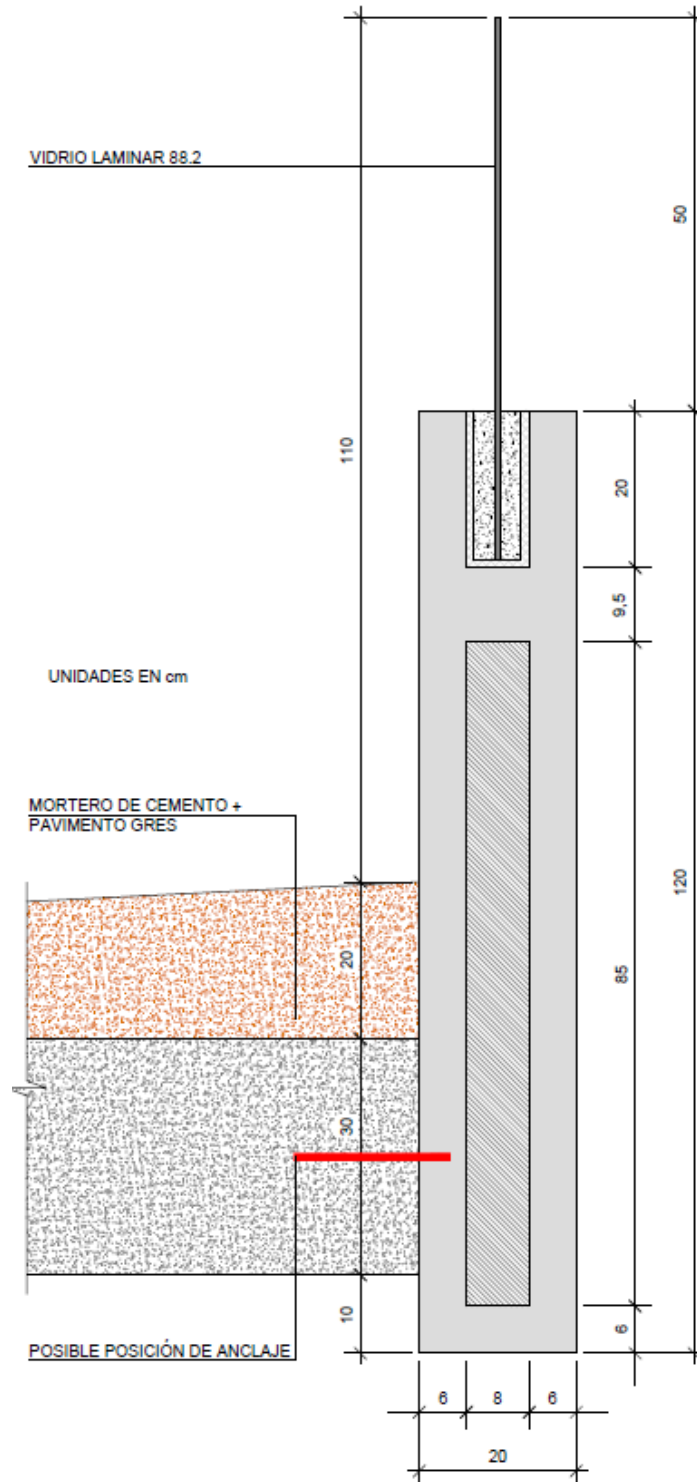 VIDRIO LAMINAR 88.2
50
110
20
9,5
UNIDADES EN cm
MORTERO DE CEMENTO +
PAVIMENTO GRES
120
20
85
30
10
6
POSIBLE POSICIÓN DE ANCLAJE
6 8 6
20